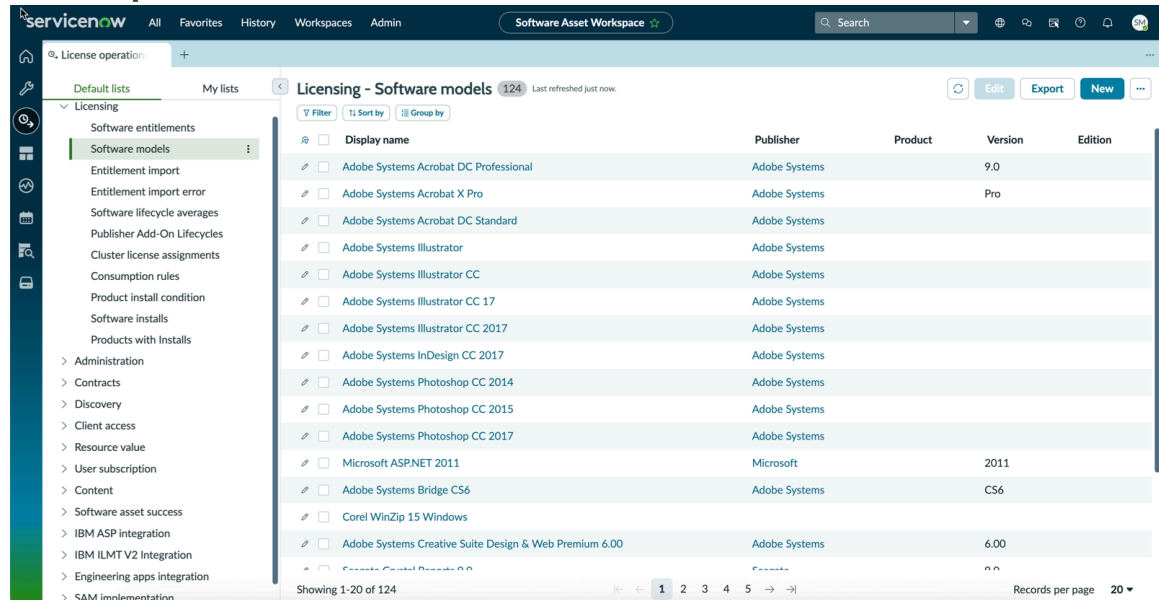 servicenow All Favorites History Workspaces Admin Software Asset Workspace Search SM
License operation
Default lists My lists
Licensing
Software entitlements
Software models
Entitlement import
Entitlement import error
Software lifecycle averages
Publisher Add-On Lifecycles
Cluster license assignments
Consumption rules
Product install condition
Software installs
Products with Installs
Administration
Contracts
Discovery
Client access
Resource value
User subscription
Content
Software asset success
IBM ASP integration
IBM ILMT V2 Integration
Engineering apps integration
SAM implementation
Licensing - Software models 124 Last refreshed just now. Edit Export New
Filter Sort by Group by
Display name Publisher Product Version Edition
Adobe Systems Acrobat DC Professional Adobe Systems 9.0
Adobe Systems Acrobat X Pro Adobe Systems Pro
Adobe Systems Acrobat DC Standard Adobe Systems
Adobe Systems Illustrator Adobe Systems
Adobe Systems Illustrator CC Adobe Systems
Adobe Systems Illustrator CC 17 Adobe Systems
Adobe Systems Illustrator CC 2017 Adobe Systems
Adobe Systems InDesign CC 2017 Adobe Systems
Adobe Systems Photoshop CC 2014 Adobe Systems
Adobe Systems Photoshop CC 2015 Adobe Systems
Adobe Systems Photoshop CC 2017 Adobe Systems
Microsoft ASP.NET 2011 Microsoft 2011
Adobe Systems Bridge CS6 Adobe Systems CS6
Corel WinZip 15 Windows
Adobe Systems Creative Suite Design & Web Premium 6.00 Adobe Systems 6.00
Showing 1-20 of 124 1 2 3 4 5 Records per page 20